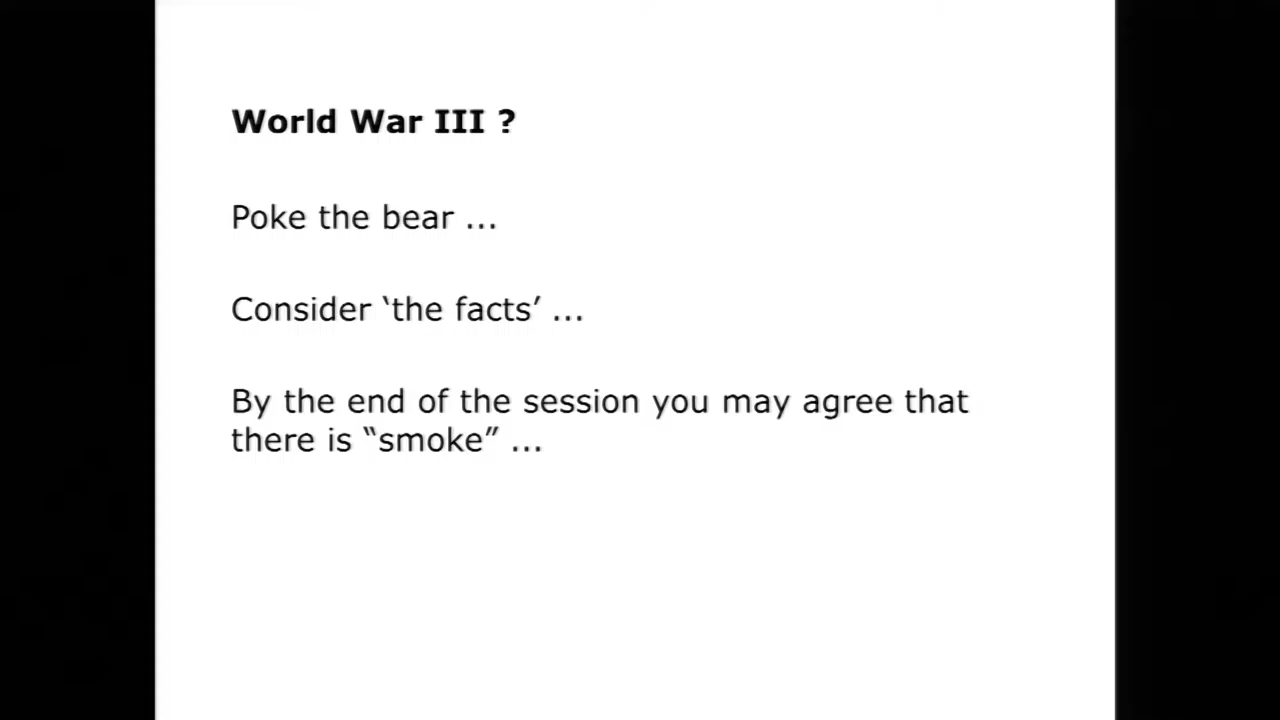 World War III ?
Poke the bear ...
Consider ‘the facts’ ...
By the end of the session you may agree that
there is “smoke” ...